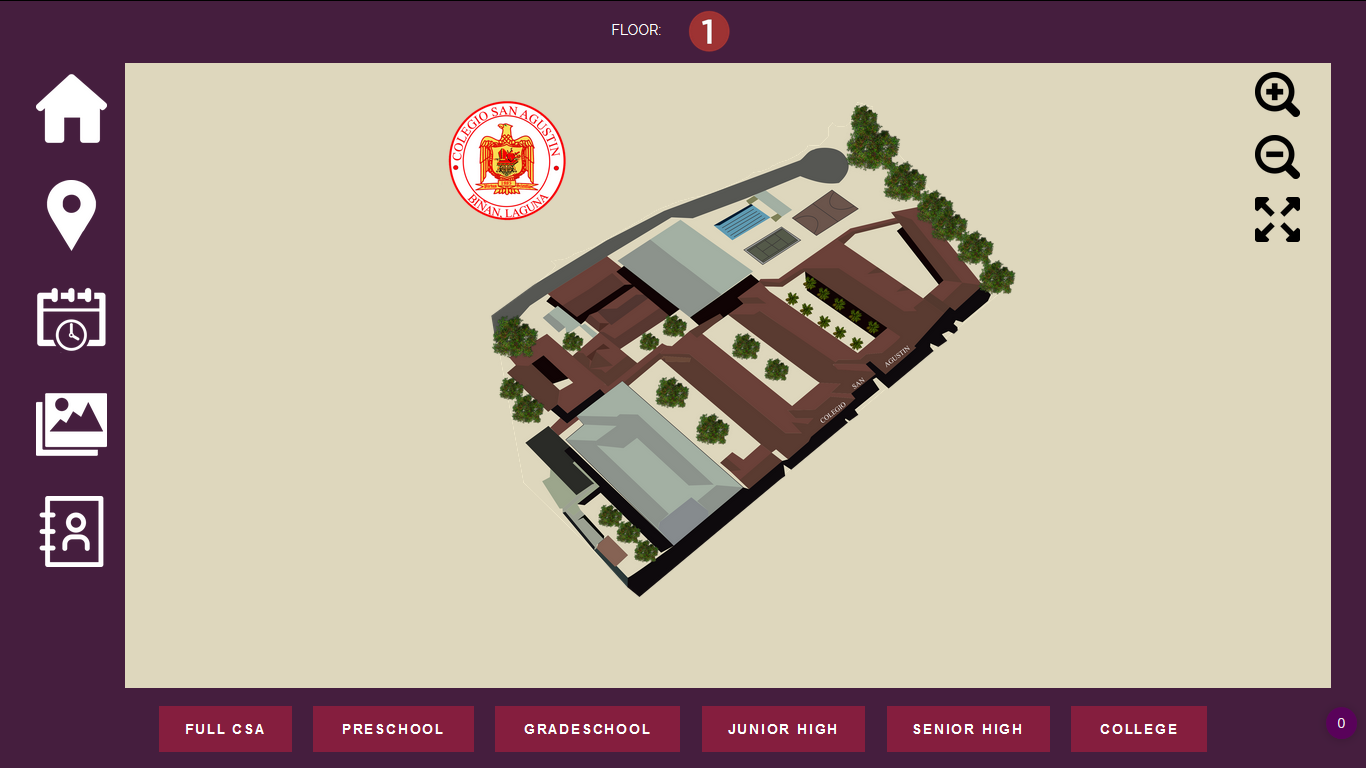 FLOOR: 1
COLEGIO SAN AGUSTIN
BIÑAN, LAGUNA
COLEGIO SAN AGUSTIN
FULL CSA PRESCHOOL GRADESCHOOL JUNIOR HIGH SENIOR HIGH COLLEGE 0